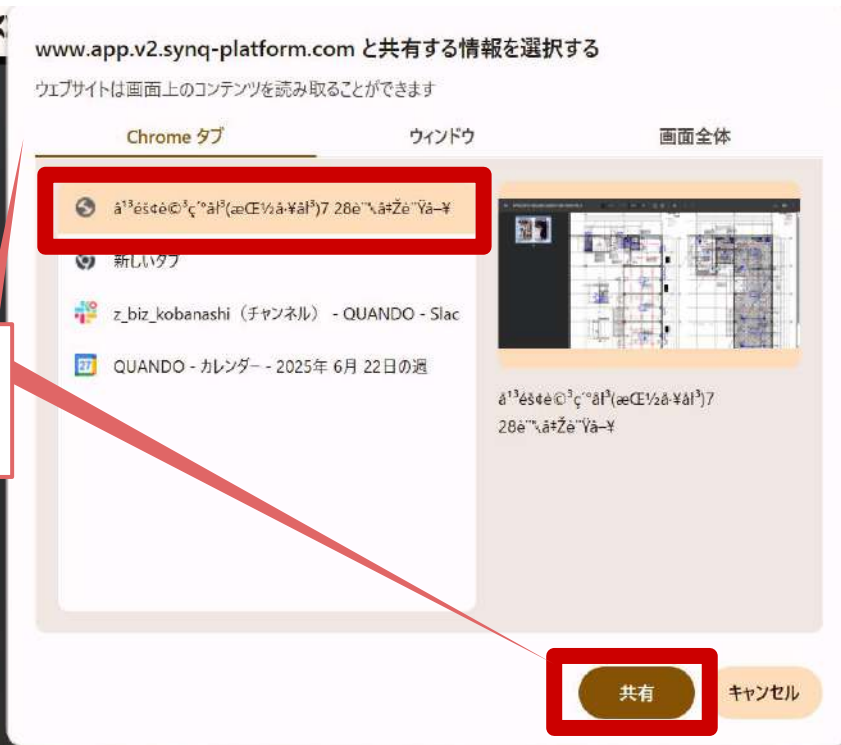 www.app.v2.synq-platform.com と共有する情報を選択する
ウェブサイトは画面上のコンテンツを読み取ることができます
Chrome タブ ウィンドウ 画面全体
新しいタブ
z_biz_kobanashi（チャンネル） - QUANDO - Slac
27 QUANDO - カレンダー - 2025年 6月 22日の週
共有 キャンセル